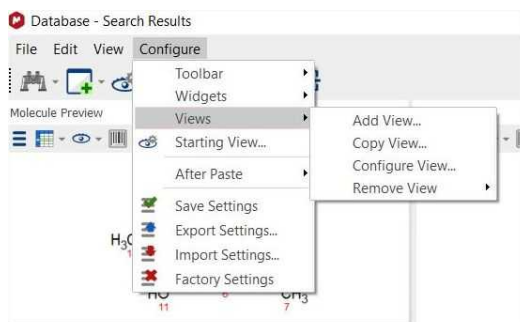 Database - Search Results
File Edit View Configure
Toolbar
Widgets
Molecule Preview
Views
Add View...
Starting View...
Copy View...
Configure View...
After Paste
Remove View
Save Settings
Export Settings...
H3C
Import Settings...
Factory Settings
HO
CH3
11
6
7